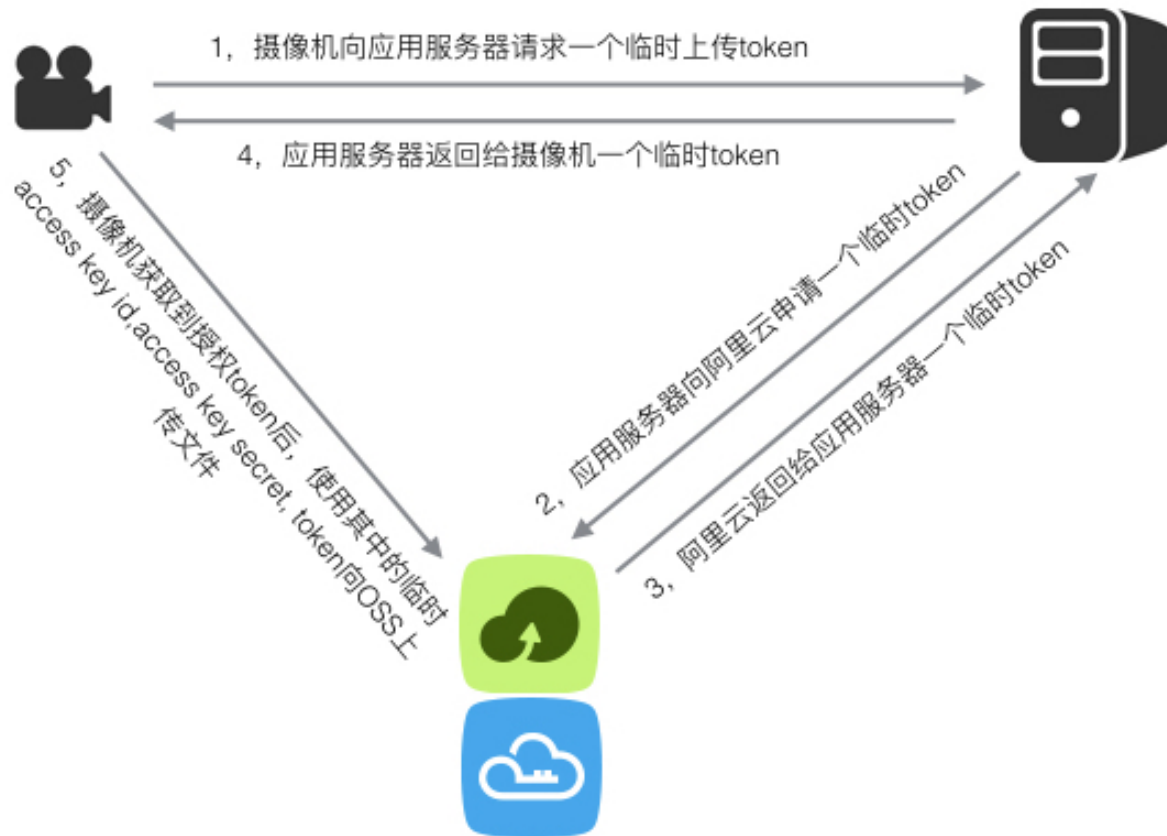 1，摄像机向应用服务器请求一个临时上传token
4，应用服务器返回给摄像机一个临时token
5，摄像机获取到授权token后，使用其中的临时
access key id,access key secret, token向OSS上
传文件
2，应用服务器向阿里云申请一个临时token
3，阿里云返回给应用服务器一个临时token